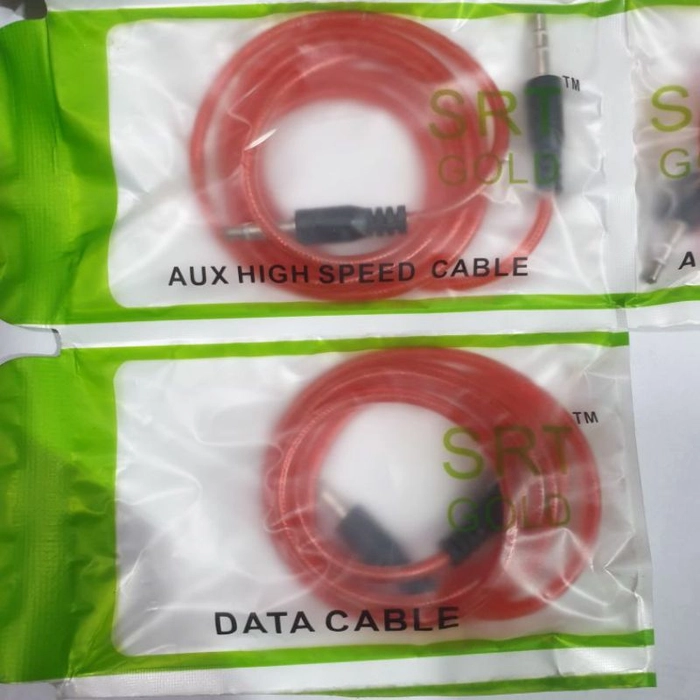 SRT™
GOLD
AUX HIGH SPEED CABLE
S
G
A
SRT™
GOLD
DATA CABLE